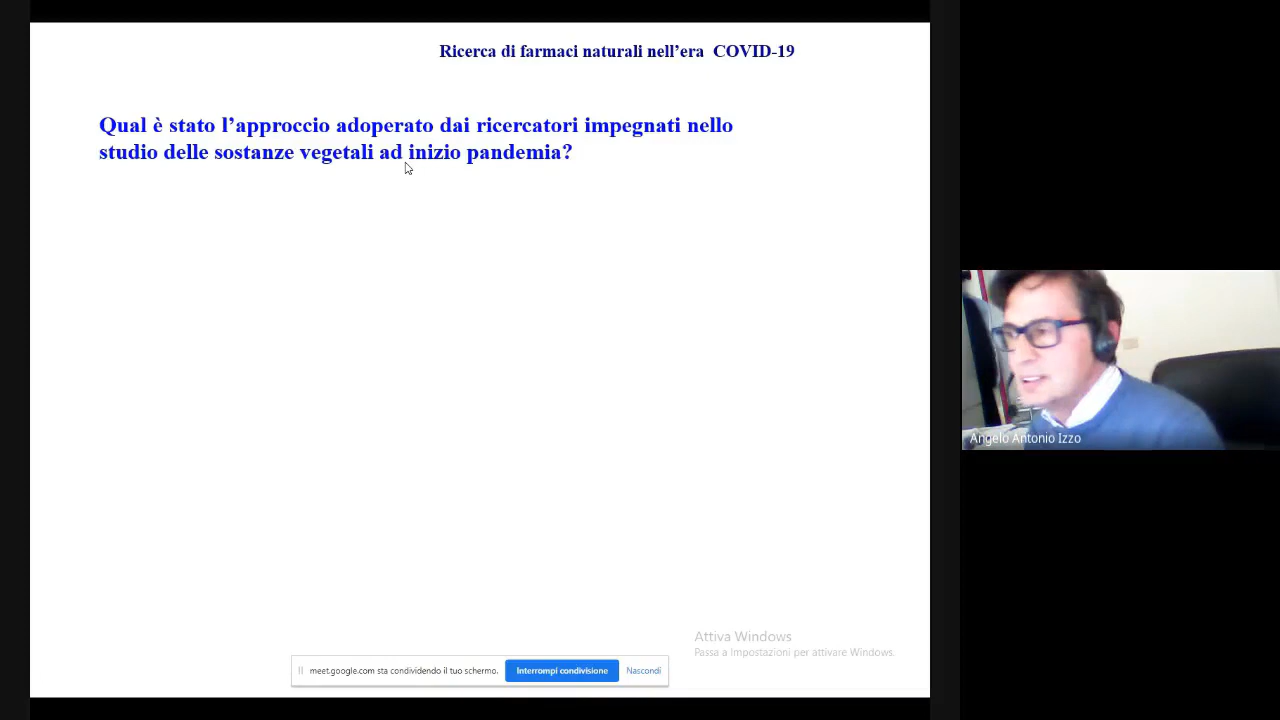 Ricerca di farmaci naturali nell'era COVID-19
Qual è stato l'approccio adoperato dai ricercatori impegnati nello
studio delle sostanze vegetali ad inizio pandemia?
Angelo Antonio Izzo
Attiva Windows
Passa a Impostazioni per attivare Windows.
meet.google.com sta condividendo il tuo schermo.
Interrompi condivisione
Nascondi